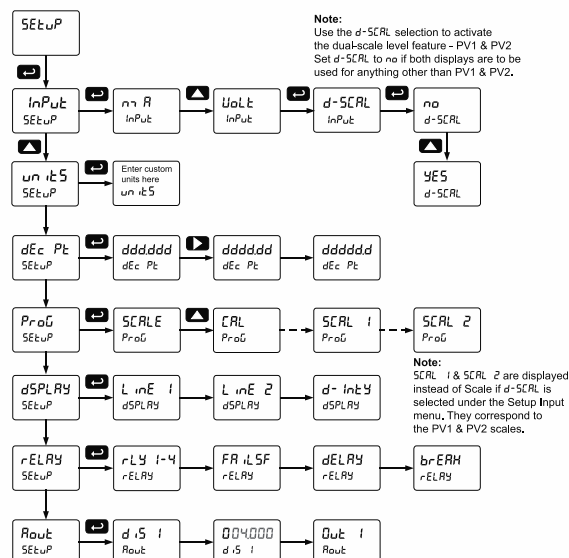 SEtuP
Note:
Use the d-SCAL selection to activate
the dual-scale level feature - PV1 & PV2
Set d-SCAL to no if both displays are to be
used for anything other than PV1 & PV2.
InPut
SEtuP
mA
InPut
VoLt
InPut
d-SCAL
InPut
no
d-SCAL
YES
d-SCAL
unitS
SEtuP
Enter custom
units here
unitS
dEc Pt
SEtuP
ddd.ddd
dEc Pt
dddd.dd
dEc Pt
ddddd.d
dEc Pt
ProG
SEtuP
SCALE
ProG
CAL
ProG
SCAL 1
ProG
SCAL 2
ProG
Note:
SCAL 1 & SCAL 2 are displayed
instead of Scale if d-SCAL is
selected under the Setup Input
menu. They correspond to
the PV1 & PV2 scales.
dSPLAY
SEtuP
LinE 1
dSPLAY
LinE 2
dSPLAY
d-IntY
dSPLAY
rELAY
SEtuP
rLY 1-4
rELAY
FAiLSF
rELAY
dELAY
rELAY
brEAK
rELAY
Aout
SEtuP
diS 1
Aout
004.000
diS 1
Out 1
Aout